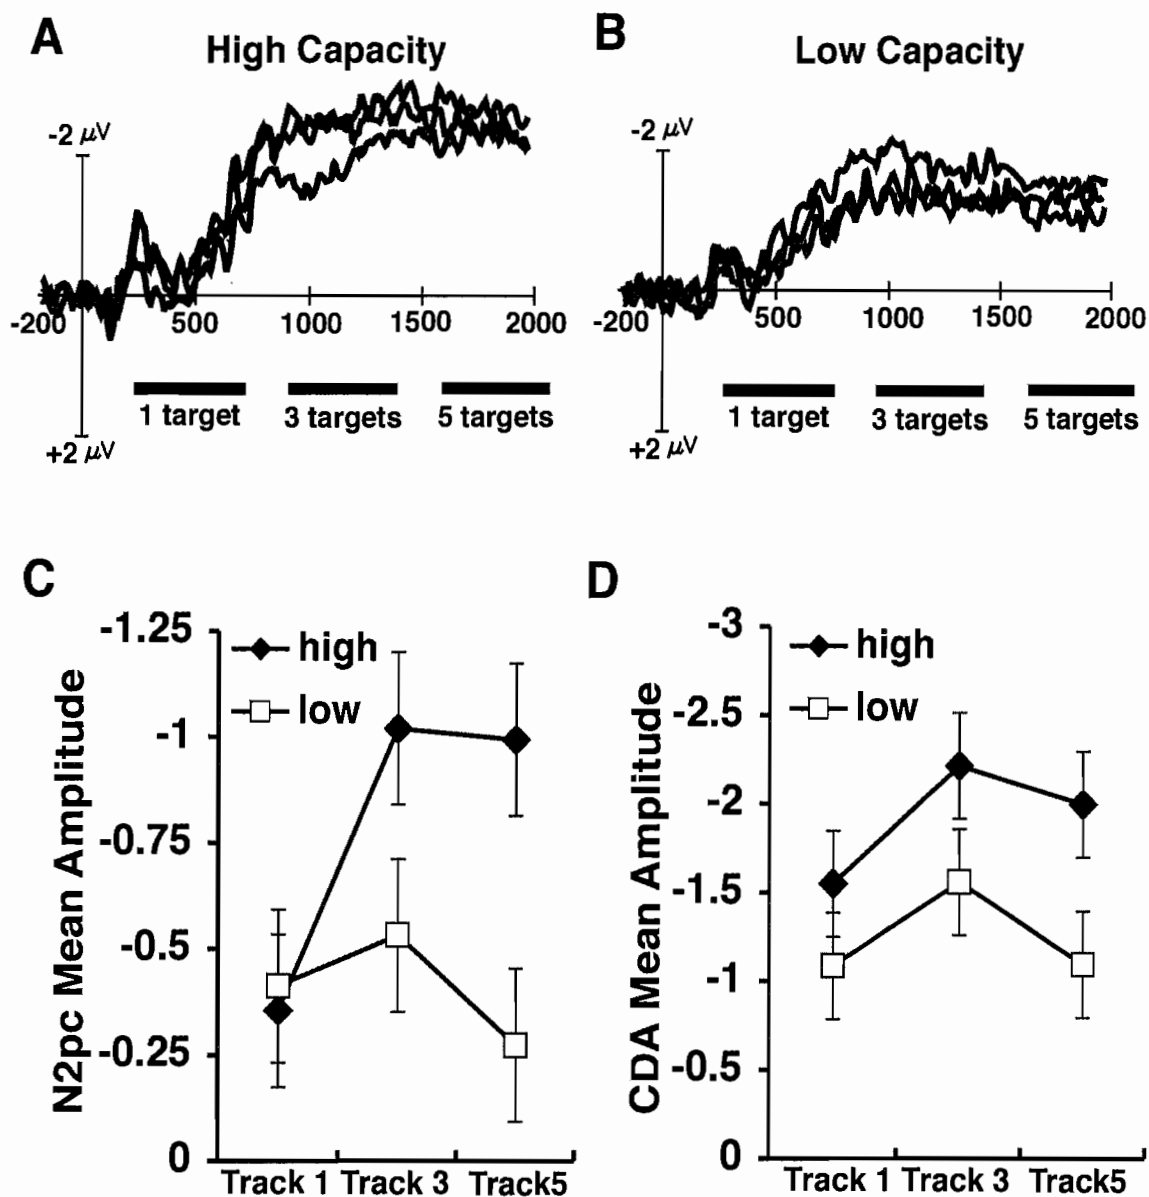 A
High Capacity
-2 μV
-200 500 1000 1500 2000
1 target 3 targets 5 targets
+2 μV
B
Low Capacity
-2 μV
-200 500 1000 1500 2000
1 target 3 targets 5 targets
+2 μV
C
N2pc Mean Amplitude
-1.25
-1
-0.75
-0.5
-0.25
0
high
low
Track 1 Track 3 Track5
D
CDA Mean Amplitude
-3
-2.5
-2
-1.5
-1
-0.5
0
high
low
Track 1 Track 3 Track5